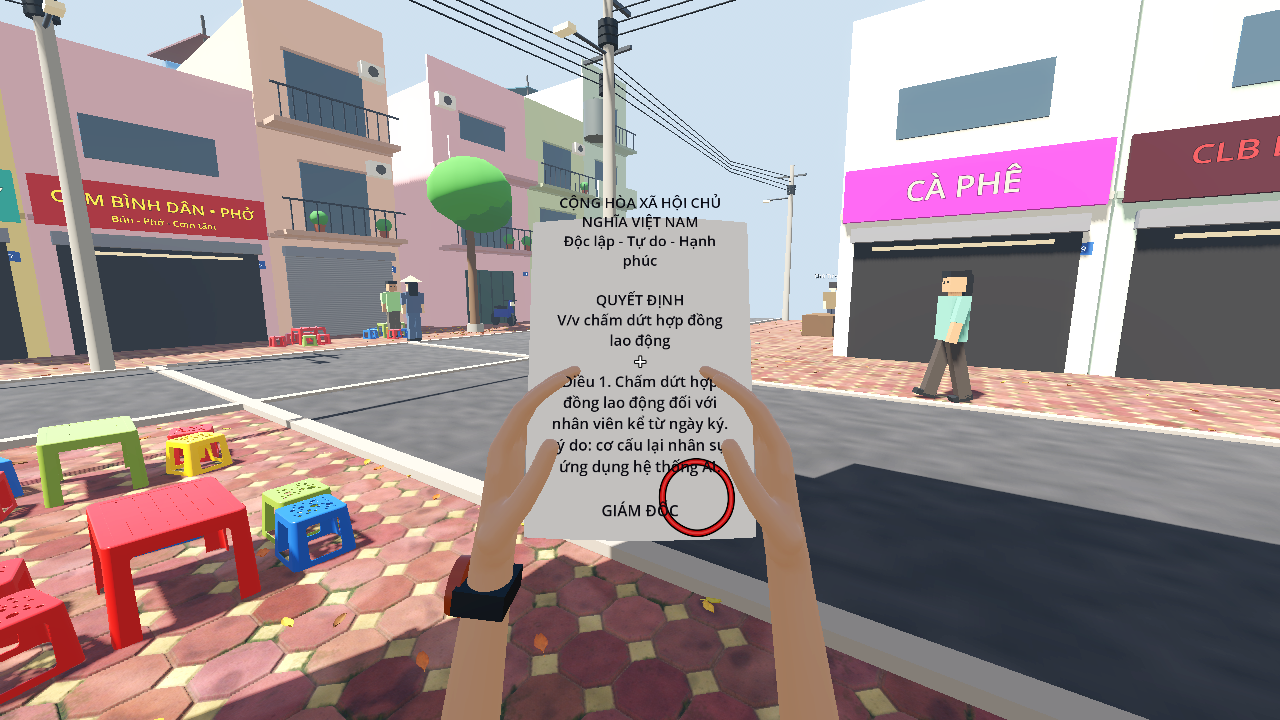 CỘNG HÒA XÃ HỘI CHỦ
NGHĨA VIỆT NAM
Độc lập - Tự do - Hạnh
phúc
QUYẾT ĐỊNH
V/v chấm dứt hợp đồng
lao động
Điều 1. Chấm dứt hợp
đồng lao động đối với
nhân viên kể từ ngày ký.
do: cơ cấu lại nhân sự
ứng dụng hệ thống AI.
GIÁM ĐỐC
BÌNH DÂN • PHỞ
Bún - Phở - Cơm tấm
CÀ PHÊ
CLB